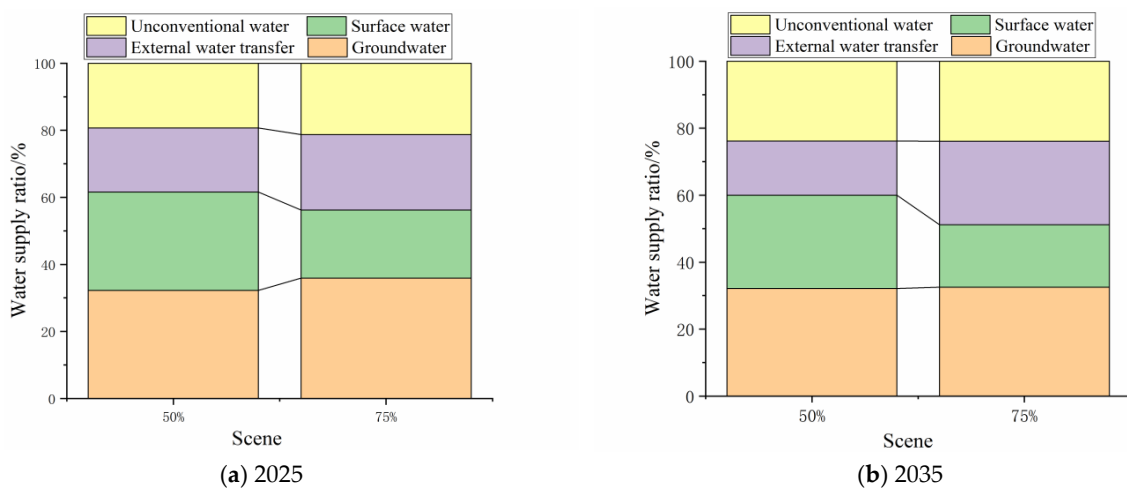 Unconventional water Surface water
External water transfer Groundwater
100
80
60
40
20
0
Water supply ratio/%
50% 75%
Scene
(a) 2025
Unconventional water Surface water
External water transfer Groundwater
100
80
60
40
20
0
Water supply ratio/%
50% 75%
Scene
(b) 2035